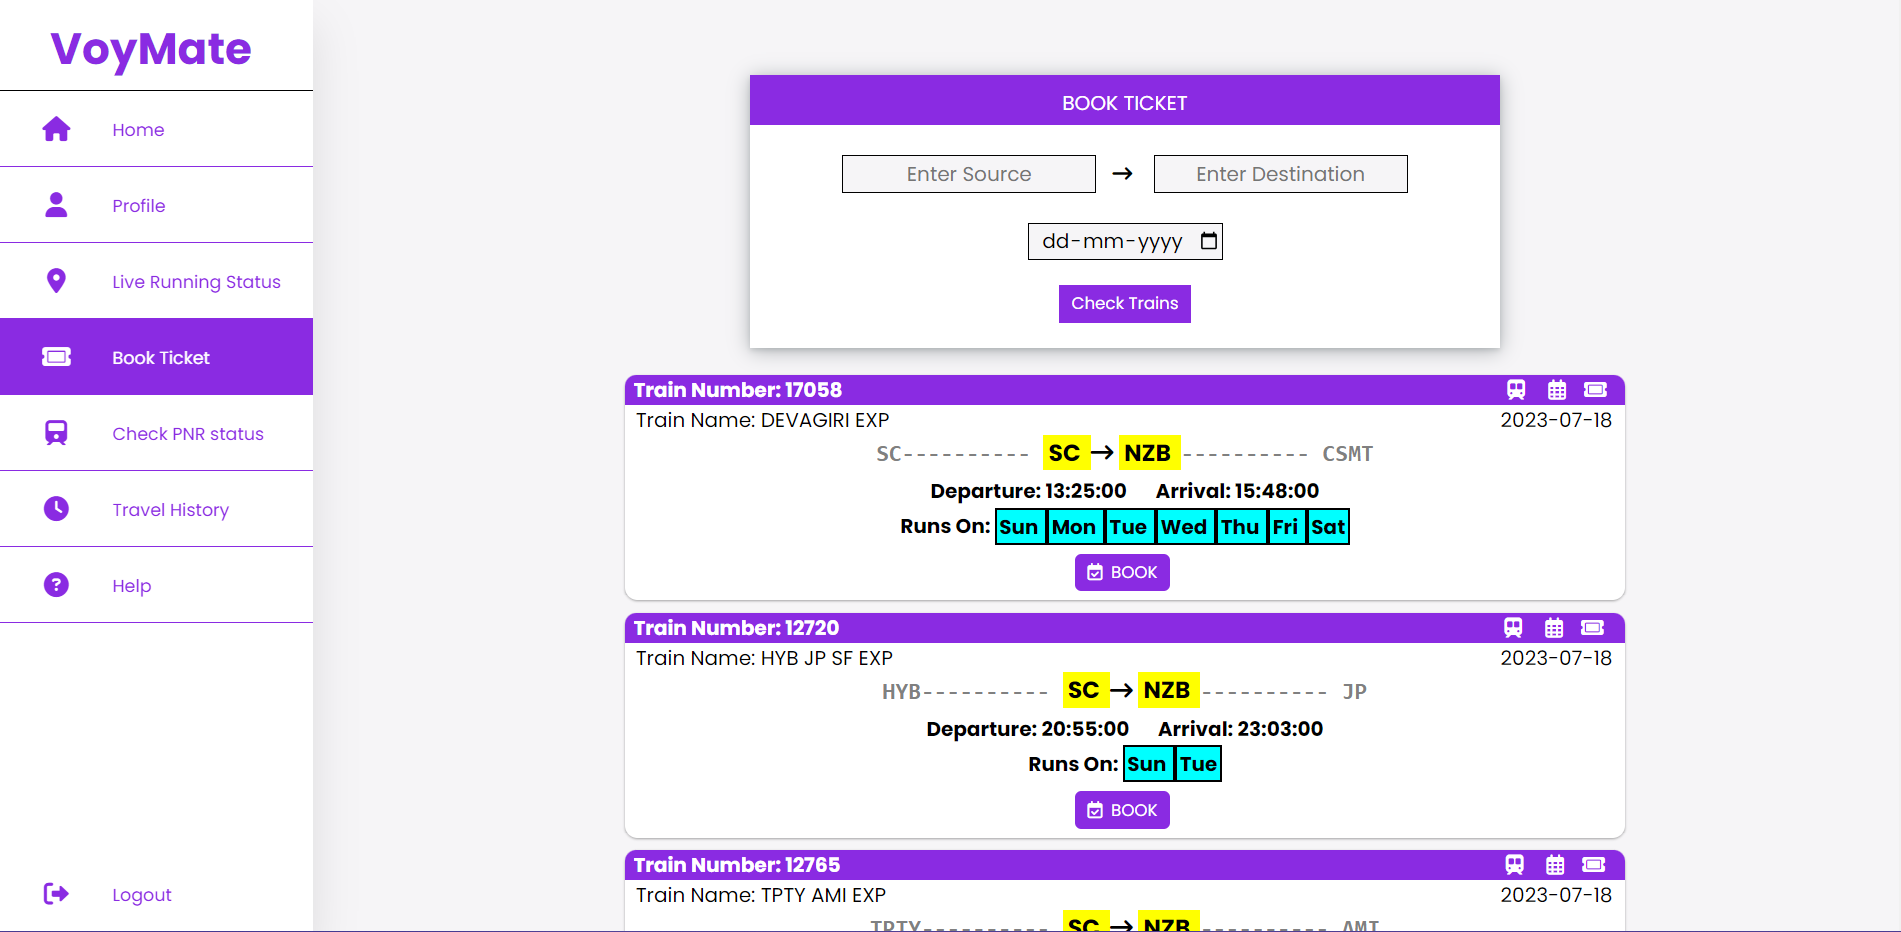 VoyMate
Home
Profile
Live Running Status
Book Ticket
Check PNR status
Travel History
Help
Logout
BOOK TICKET
Enter Source → Enter Destination
dd-mm-yyyy
Check Trains
Train Number: 17058
Train Name: DEVAGIRI EXP 2023-07-18
SC---------- SC → NZB ---------- CSMT
Departure: 13:25:00 Arrival: 15:48:00
Runs On: Sun Mon Tue Wed Thu Fri Sat
BOOK
Train Number: 12720
Train Name: HYB JP SF EXP 2023-07-18
HYB---------- SC → NZB ---------- JP
Departure: 20:55:00 Arrival: 23:03:00
Runs On: Sun Tue
BOOK
Train Number: 12765
Train Name: TPTY AMI EXP 2023-07-18
TPTY---------- SC → NZB ---------- AMI